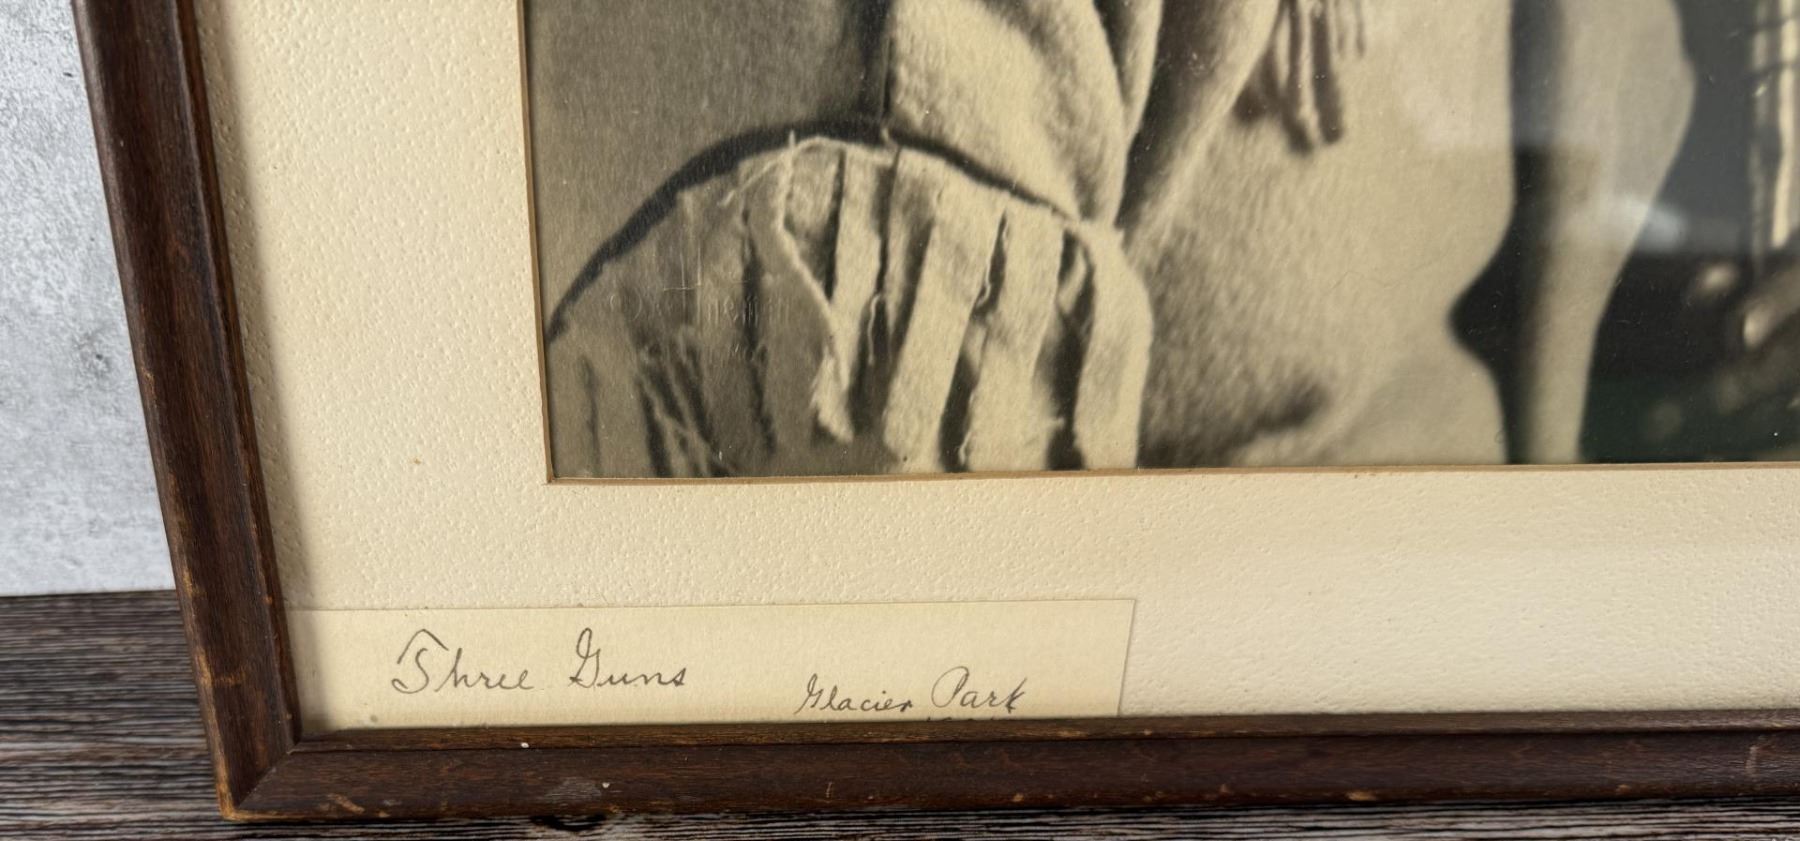 Three Guns
Glacier Park